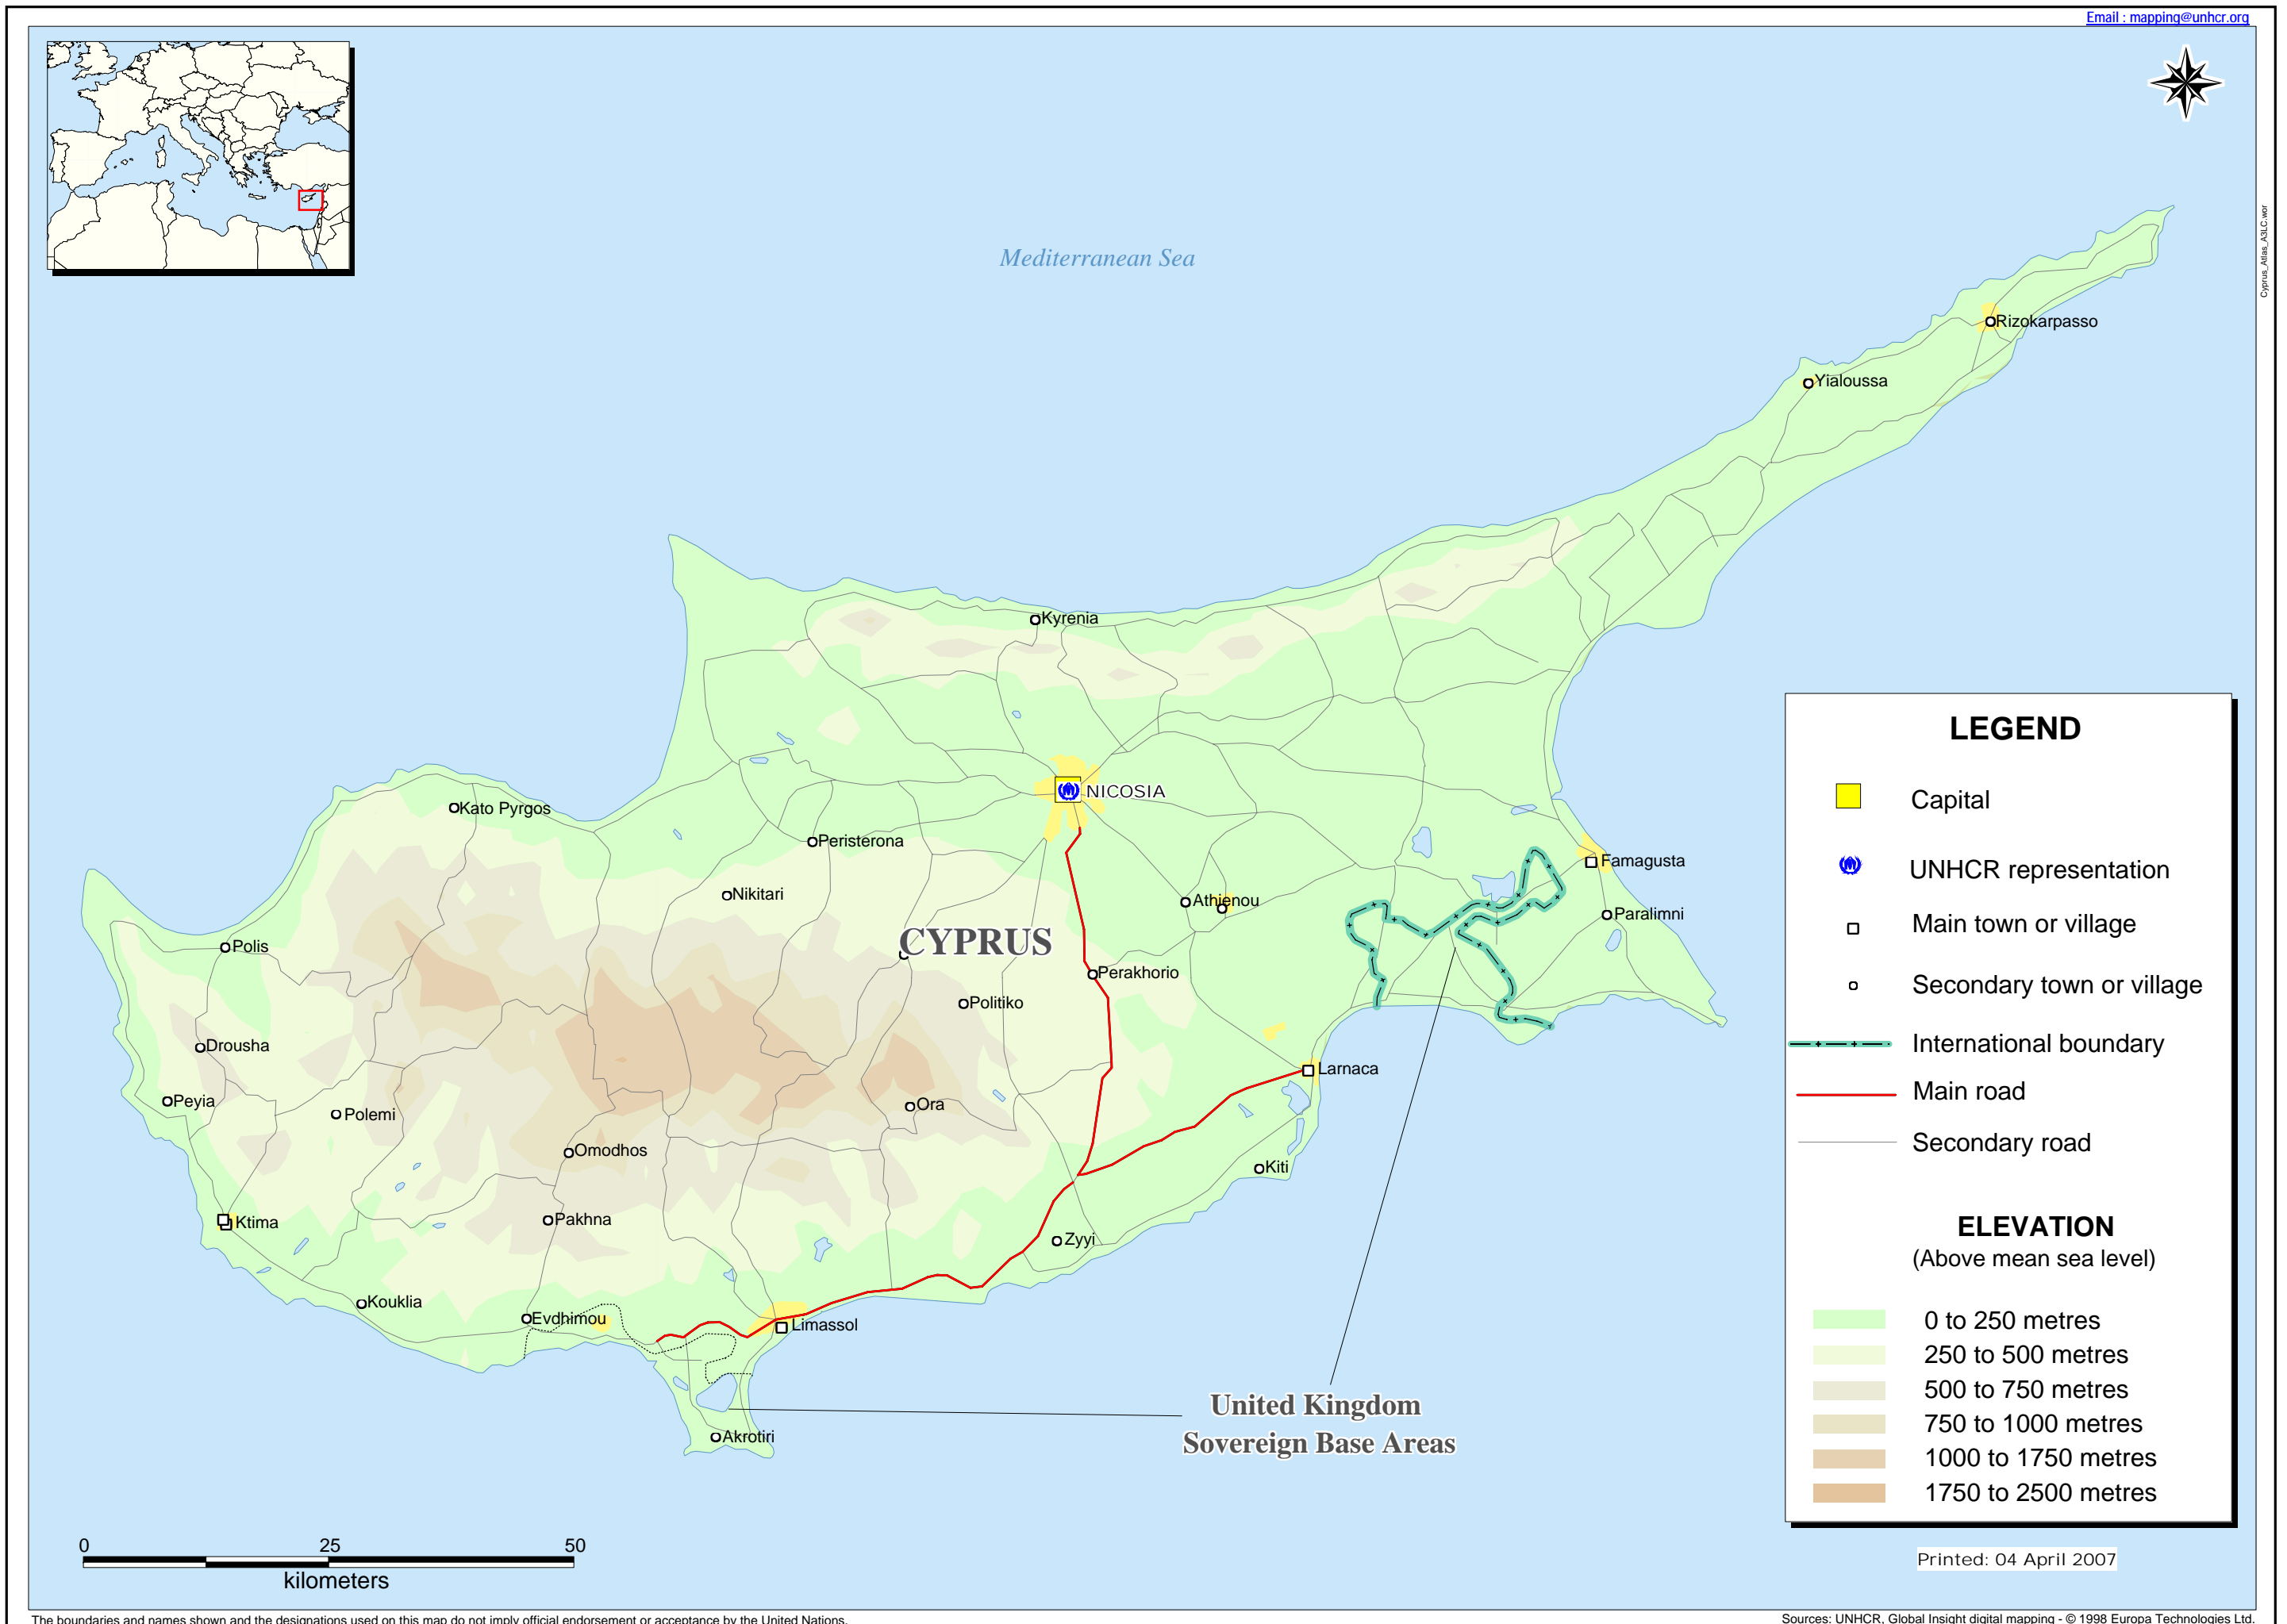 Email : mapping@unhcr.org
Cyprus_Atlas_A3LC.wor
Mediterranean Sea
Rizokarpasso
Yialoussa
Kyrenia
NICOSIA
Kato Pyrgos
Peristerona
Famagusta
Nikitari
Athienou
Paralimni
CYPRUS
Polis
Perakhorio
Politiko
Drousha
Larnaca
Peyia
Polemi
Ora
Omodhos
Kiti
Ktima
Pakhna
Zyyi
Kouklia
Evdhimou
Limassol
Akrotiri
United Kingdom
Sovereign Base Areas
LEGEND
Capital
UNHCR representation
Main town or village
Secondary town or village
International boundary
Main road
Secondary road
ELEVATION
(Above mean sea level)
0 to 250 metres
250 to 500 metres
500 to 750 metres
750 to 1000 metres
1000 to 1750 metres
1750 to 2500 metres
0 25 50
kilometers
Printed: 04 April 2007
The boundaries and names shown and the designations used on this map do not imply official endorsement or acceptance by the United Nations.
Sources: UNHCR, Global Insight digital mapping - © 1998 Europa Technologies Ltd.